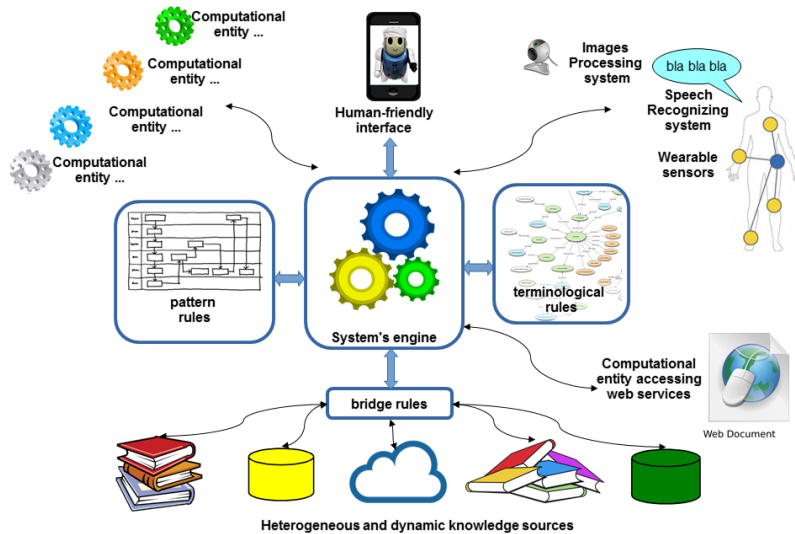 Computational
entity ...
Computational
entity ...
Computational
entity ...
Computational
entity ...
Human-friendly
interface
Images
Processing
system
bla bla bla
Speech
Recognizing
system
Wearable
sensors
pattern
rules
System's engine
terminological
rules
bridge rules
Computational
entity accessing
web services
Web Document
Heterogeneous and dynamic knowledge sources